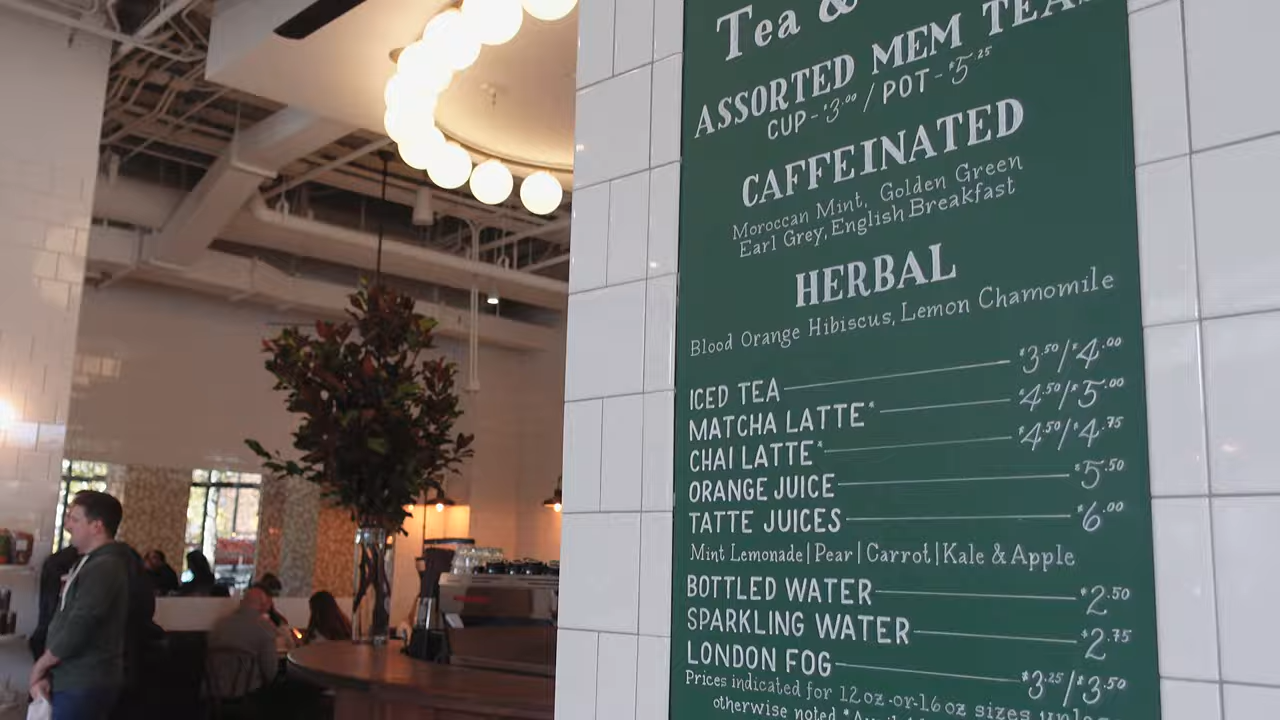 Tea &
ASSORTED MEM TEAS
CUP-$3.00/POT-$5.25
CAFFEINATED
Moroccan Mint, Golden Green
Earl Grey, English Breakfast
HERBAL
Blood Orange Hibiscus, Lemon Chamomile
ICED TEA $3.50/$4.00
MATCHA LATTE* $4.50/$5.00
CHAI LATTE* $4.50/$4.75
ORANGE JUICE $5.50
TATTE JUICES $6.00
Mint Lemonade|Pear|Carrot|Kale & Apple
BOTTLED WATER $2.50
SPARKLING WATER $2.75
LONDON FOG $3.25/$3.50
Prices indicated for 12oz-or-16oz sizes
otherwise noted